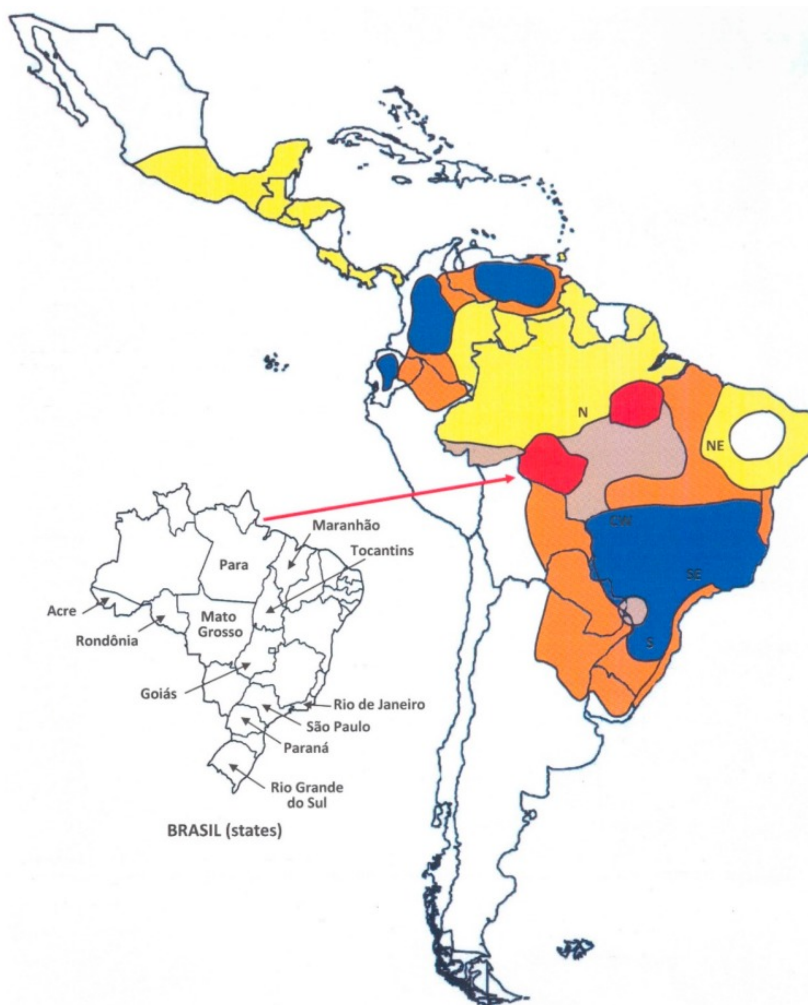 N
NE
CW
SE
S
Maranhão
Tocantins
Para
Acre
Mato
Grosso
Rondônia
Goiás
Rio de Janeiro
São Paulo
Paraná
Rio Grande
do Sul
BRASIL (states)